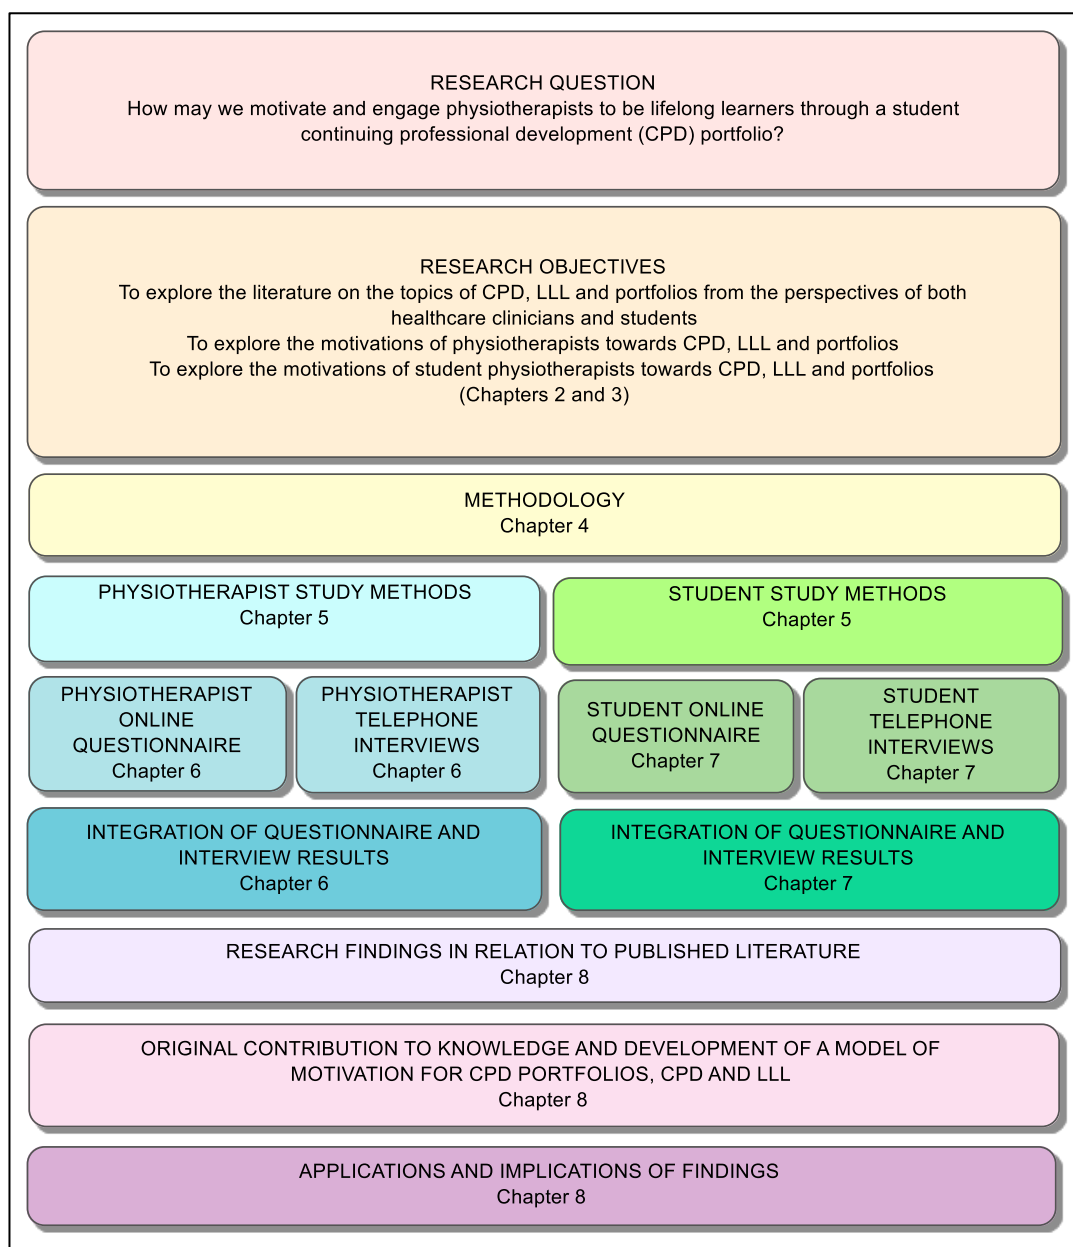 RESEARCH QUESTION
How may we motivate and engage physiotherapists to be lifelong learners through a student
continuing professional development (CPD) portfolio?
RESEARCH OBJECTIVES
To explore the literature on the topics of CPD, LLL and portfolios from the perspectives of both
healthcare clinicians and students
To explore the motivations of physiotherapists towards CPD, LLL and portfolios
To explore the motivations of student physiotherapists towards CPD, LLL and portfolios
(Chapters 2 and 3)
METHODOLOGY
Chapter 4
PHYSIOTHERAPIST STUDY METHODS
Chapter 5
STUDENT STUDY METHODS
Chapter 5
PHYSIOTHERAPIST
ONLINE
QUESTIONNAIRE
Chapter 6
PHYSIOTHERAPIST
TELEPHONE
INTERVIEWS
Chapter 6
STUDENT ONLINE
QUESTIONNAIRE
Chapter 7
STUDENT
TELEPHONE
INTERVIEWS
Chapter 7
INTEGRATION OF QUESTIONNAIRE AND
INTERVIEW RESULTS
Chapter 6
INTEGRATION OF QUESTIONNAIRE AND
INTERVIEW RESULTS
Chapter 7
RESEARCH FINDINGS IN RELATION TO PUBLISHED LITERATURE
Chapter 8
ORIGINAL CONTRIBUTION TO KNOWLEDGE AND DEVELOPMENT OF A MODEL OF
MOTIVATION FOR CPD PORTFOLIOS, CPD AND LLL
Chapter 8
APPLICATIONS AND IMPLICATIONS OF FINDINGS
Chapter 8